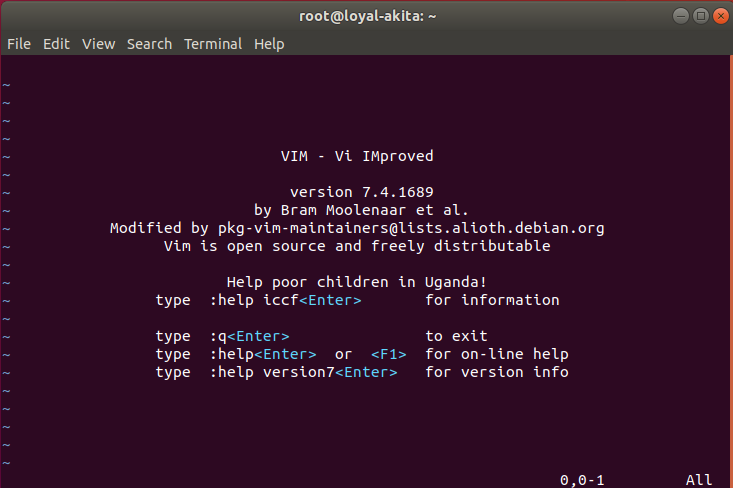 root@loyal-akita: ~
File Edit View Search Terminal Help
~
~
~
~
~ VIM - Vi IMproved
~
~ version 7.4.1689
~ by Bram Moolenaar et al.
~ Modified by pkg-vim-maintainers@lists.alioth.debian.org
~ Vim is open source and freely distributable
~
~ Help poor children in Uganda!
~ type :help iccf<Enter> for information
~
~ type :q<Enter> to exit
~ type :help<Enter> or <F1> for on-line help
~ type :help version7<Enter> for version info
~
~
~
~
~
0,0-1 All